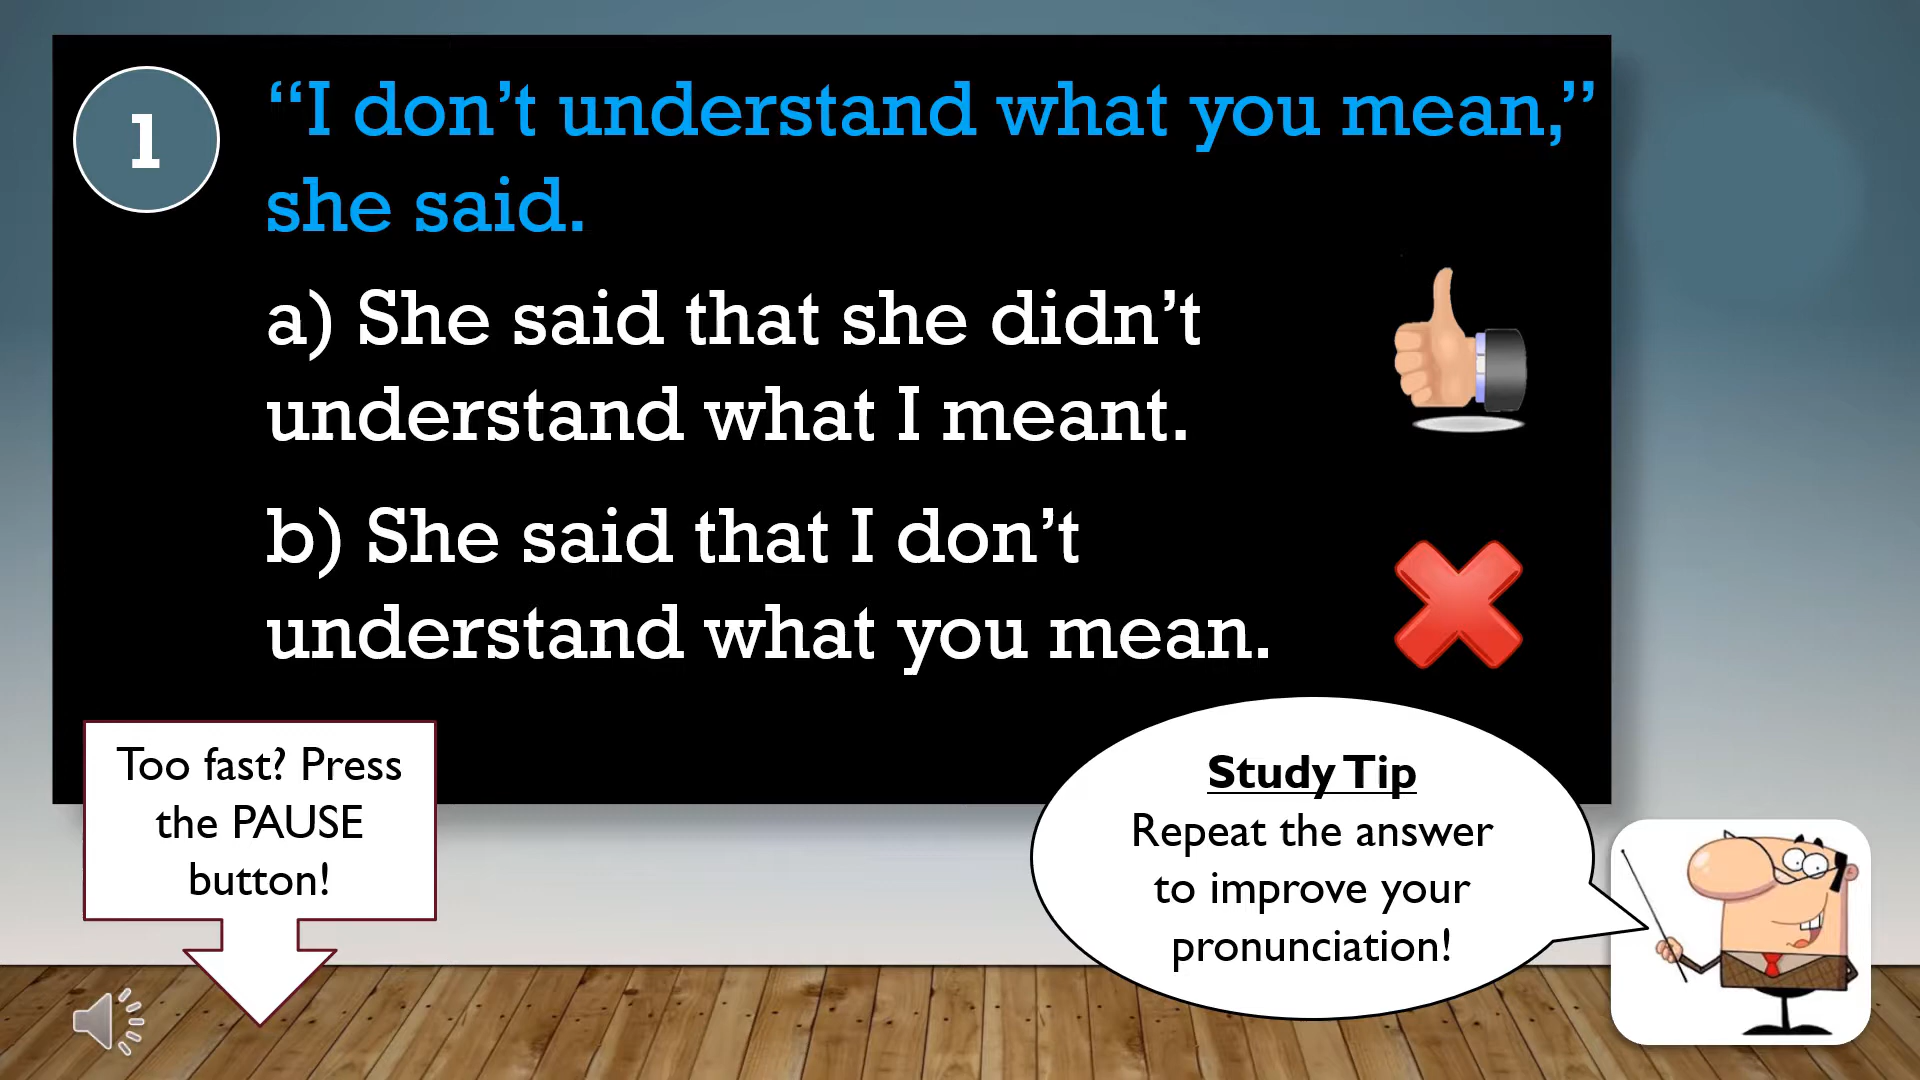 1
“I don’t understand what you mean,”
she said.
a) She said that she didn’t
understand what I meant.
b) She said that I don’t
understand what you mean.
Too fast? Press
the PAUSE
button!
Study Tip
Repeat the answer
to improve your
pronunciation!